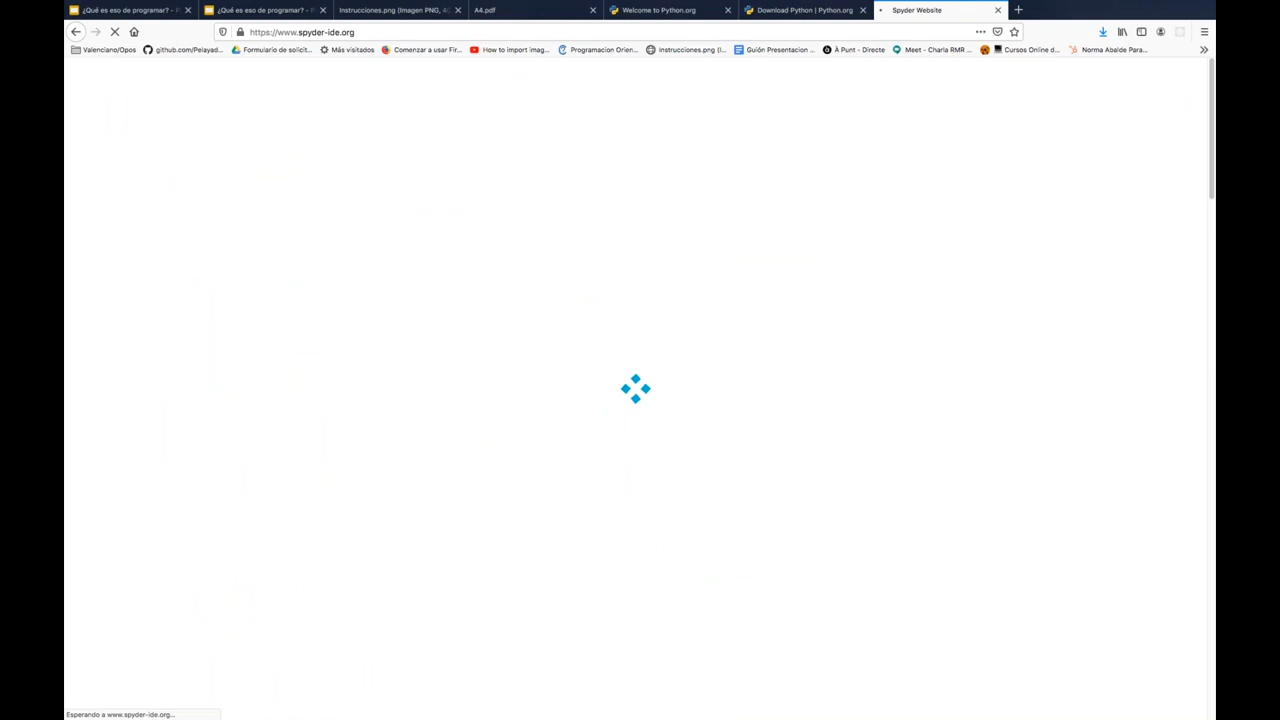 ¿Qué es eso de programar? - P
¿Qué es eso de programar? - P
Instrucciones.png (Imagen PNG, 40
A4.pdf
Welcome to Python.org
Download Python | Python.org
Spyder Website
https://www.spyder-ide.org
Valenciano/Opos
github.com/Pelayad...
Formulario de solicit...
Más visitados
Comenzar a usar Fir...
How to import imag...
Programacion Orien...
Instrucciones.png (I...
Guión Presentacion ...
À Punt - Directe
Meet - Charla RMR ...
Cursos Online d...
Norma Abalde Para...
Esperando a www.spyder-ide.org...